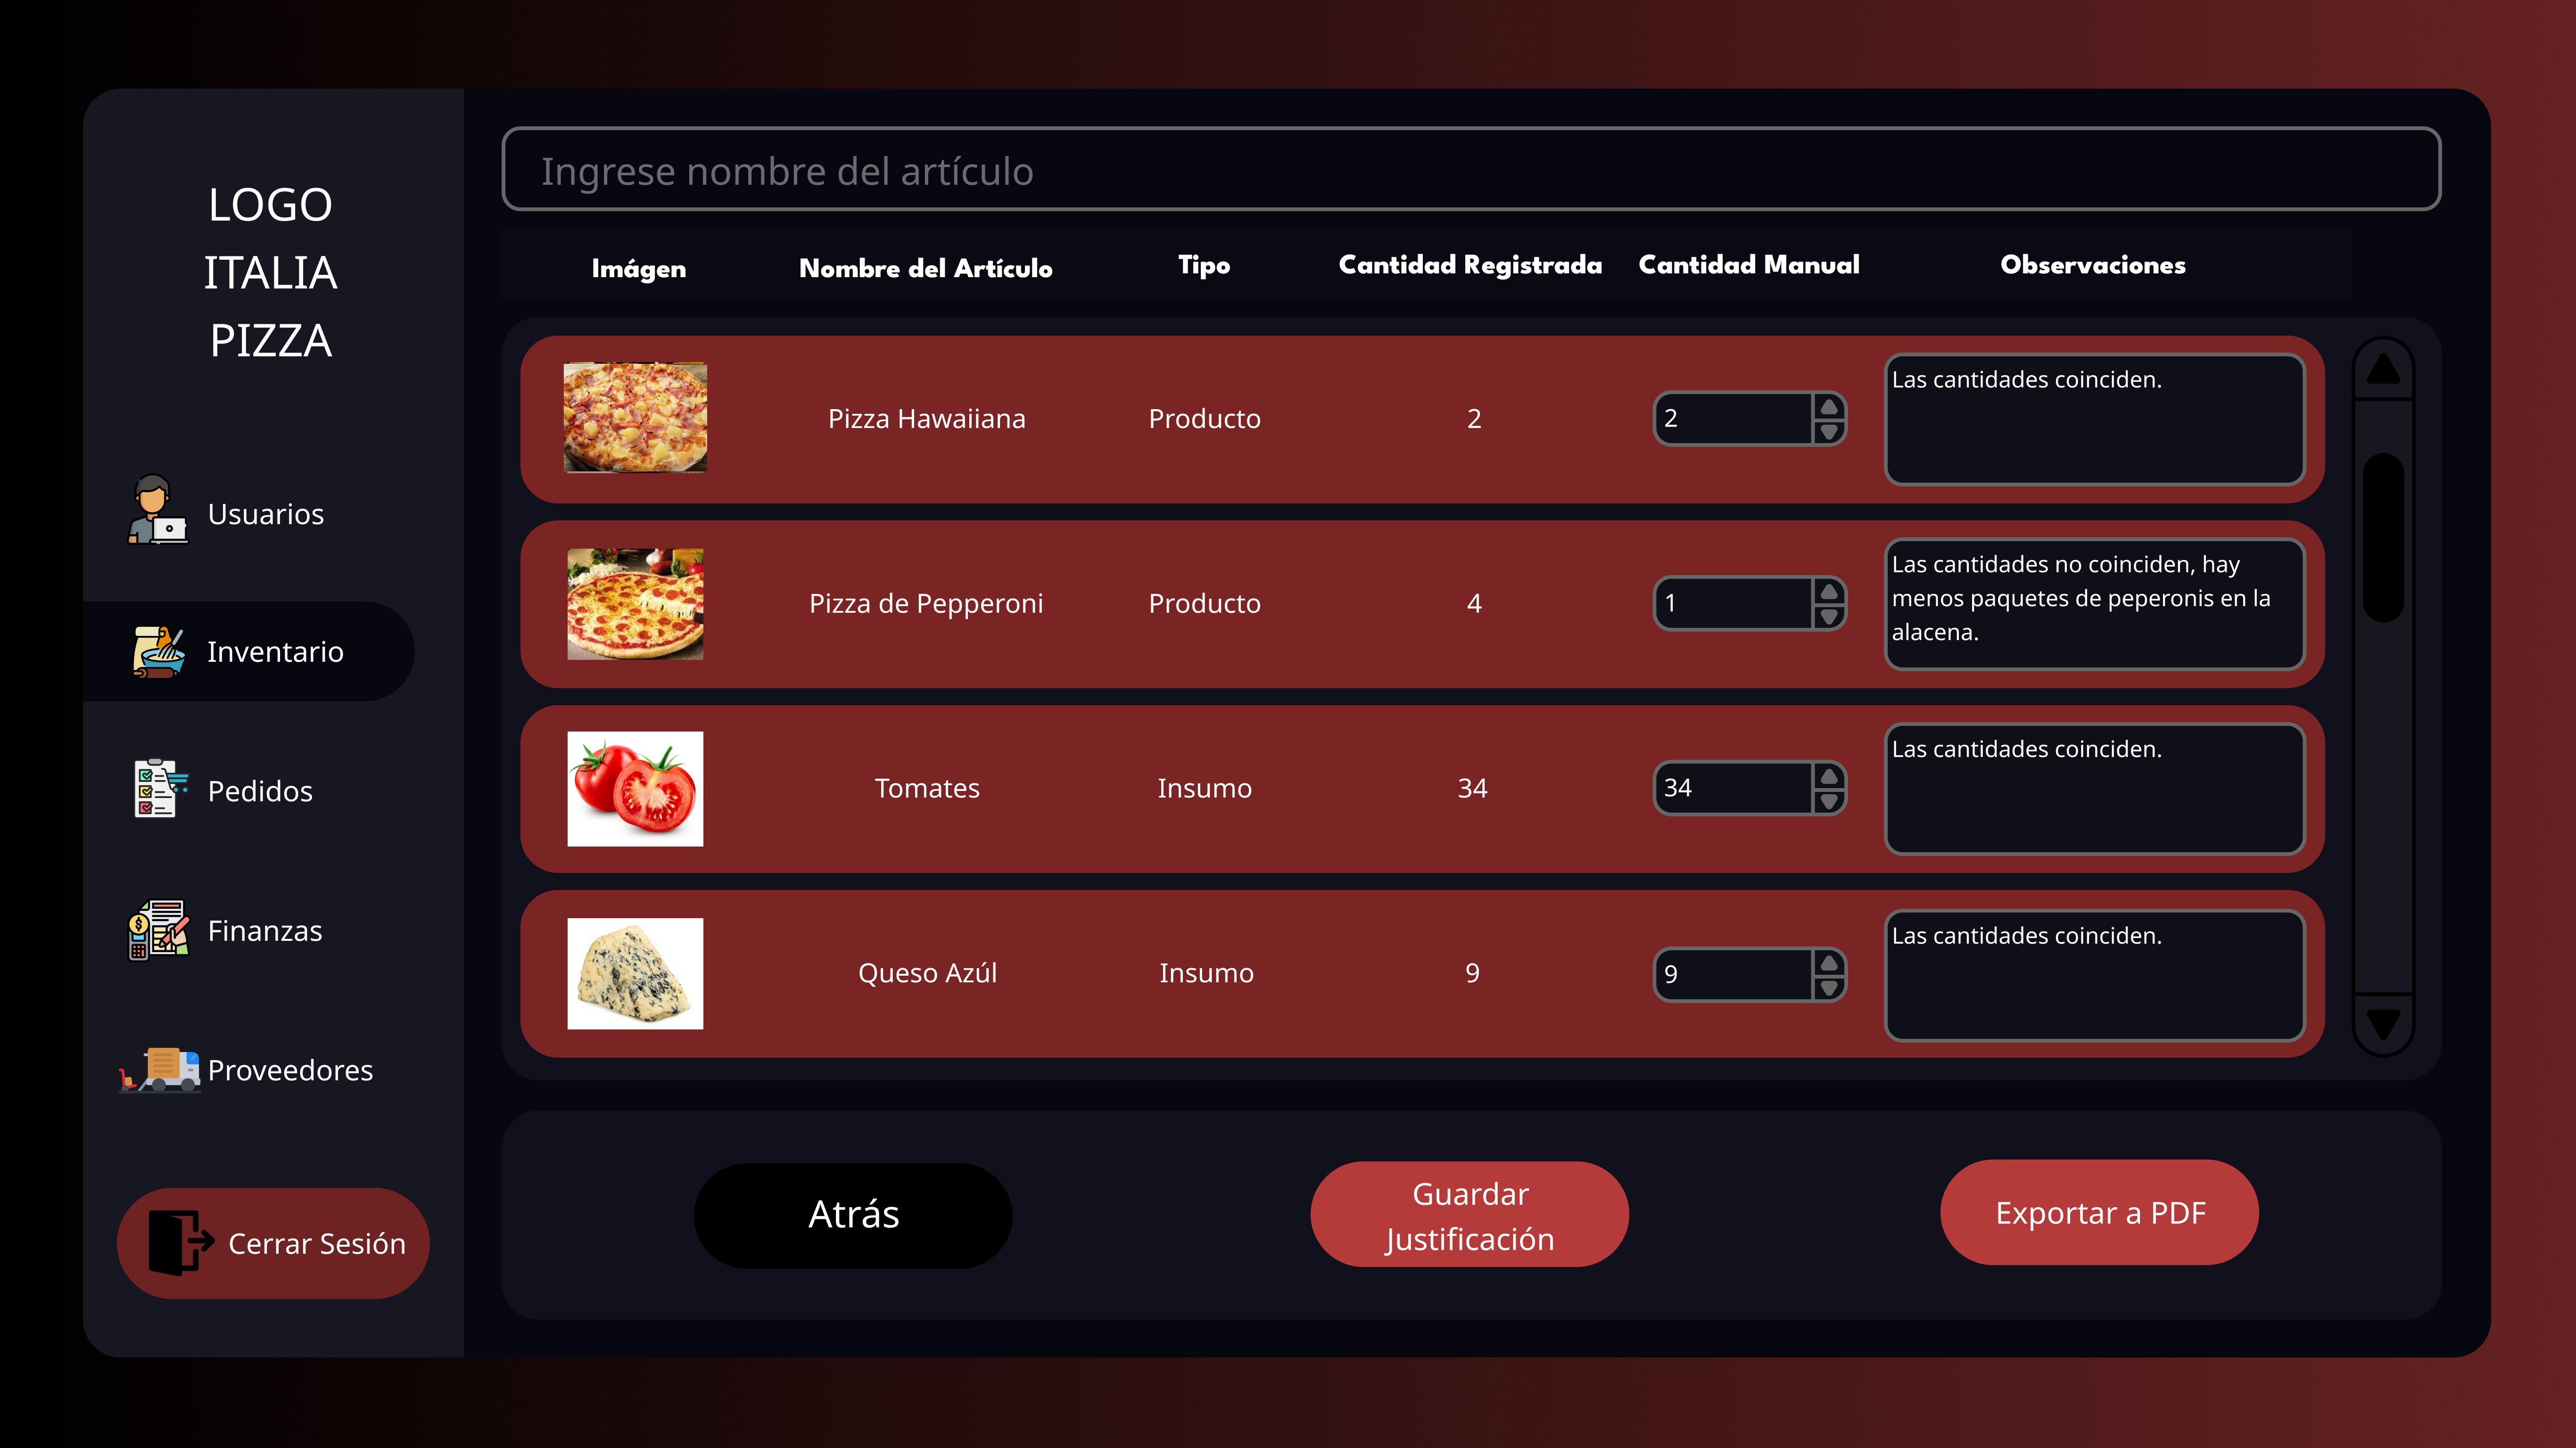 LOGO
ITALIA
PIZZA
Usuarios
Inventario
Pedidos
Finanzas
Proveedores
Cerrar Sesión
Ingrese nombre del artículo
Imágen Nombre del Artículo Tipo Cantidad Registrada Cantidad Manual Observaciones
Pizza Hawaiiana Producto 2 2 Las cantidades coinciden.
Pizza de Pepperoni Producto 4 1 Las cantidades no coinciden, hay
menos paquetes de peperonis en la
alacena.
Tomates Insumo 34 34 Las cantidades coinciden.
Queso Azúl Insumo 9 9 Las cantidades coinciden.
Atrás
Guardar
Justificación
Exportar a PDF